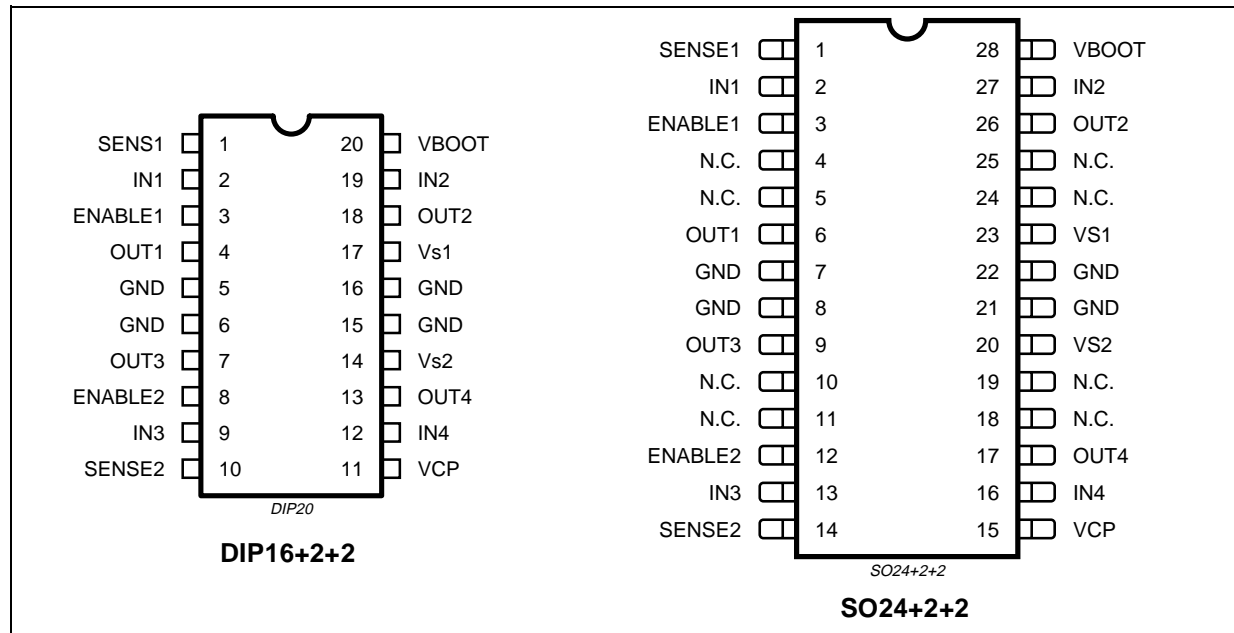 SENS1 1 20 VBOOT
IN1 2 19 IN2
ENABLE1 3 18 OUT2
OUT1 4 17 Vs1
GND 5 16 GND
GND 6 15 GND
OUT3 7 14 Vs2
ENABLE2 8 13 OUT4
IN3 9 12 IN4
SENSE2 10 11 VCP
DIP20
DIP16+2+2
SENSE1 1 28 VBOOT
IN1 2 27 IN2
ENABLE1 3 26 OUT2
N.C. 4 25 N.C.
N.C. 5 24 N.C.
OUT1 6 23 VS1
GND 7 22 GND
GND 8 21 GND
OUT3 9 20 VS2
N.C. 10 19 N.C.
N.C. 11 18 N.C.
ENABLE2 12 17 OUT4
IN3 13 16 IN4
SENSE2 14 15 VCP
SO24+2+2
SO24+2+2